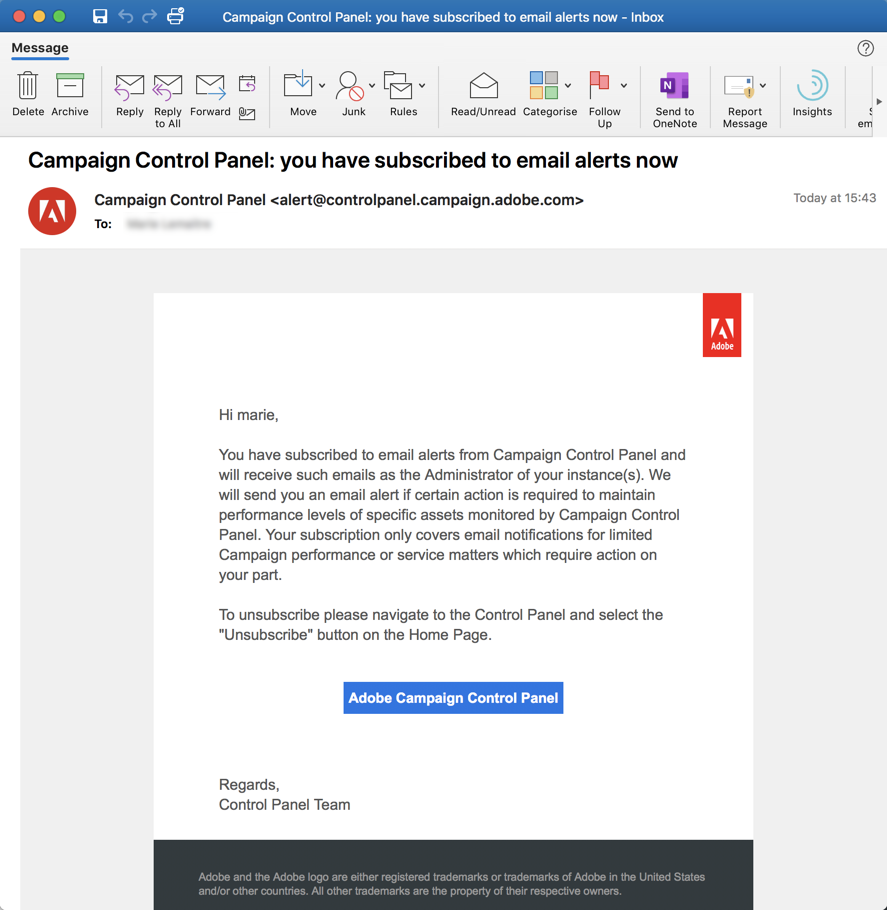 Campaign Control Panel: you have subscribed to email alerts now - Inbox
Message
?
Delete
Archive
Reply
Reply
to All
Forward
Move
Junk
Rules
Read/Unread
Categorise
Follow
Up
N
Send to
OneNote
Report
Message
Insights
Campaign Control Panel: you have subscribed to email alerts now
Campaign Control Panel <alert@controlpanel.campaign.adobe.com>
Today at 15:43
To:
Adobe
Hi marie,
You have subscribed to email alerts from Campaign Control Panel and
will receive such emails as the Administrator of your instance(s). We
will send you an email alert if certain action is required to maintain
performance levels of specific assets monitored by Campaign Control
Panel. Your subscription only covers email notifications for limited
Campaign performance or service matters which require action on
your part.
To unsubscribe please navigate to the Control Panel and select the
"Unsubscribe" button on the Home Page.
Adobe Campaign Control Panel
Regards,
Control Panel Team
Adobe and the Adobe logo are either registered trademarks or trademarks of Adobe in the United States
and/or other countries. All other trademarks are the property of their respective owners.